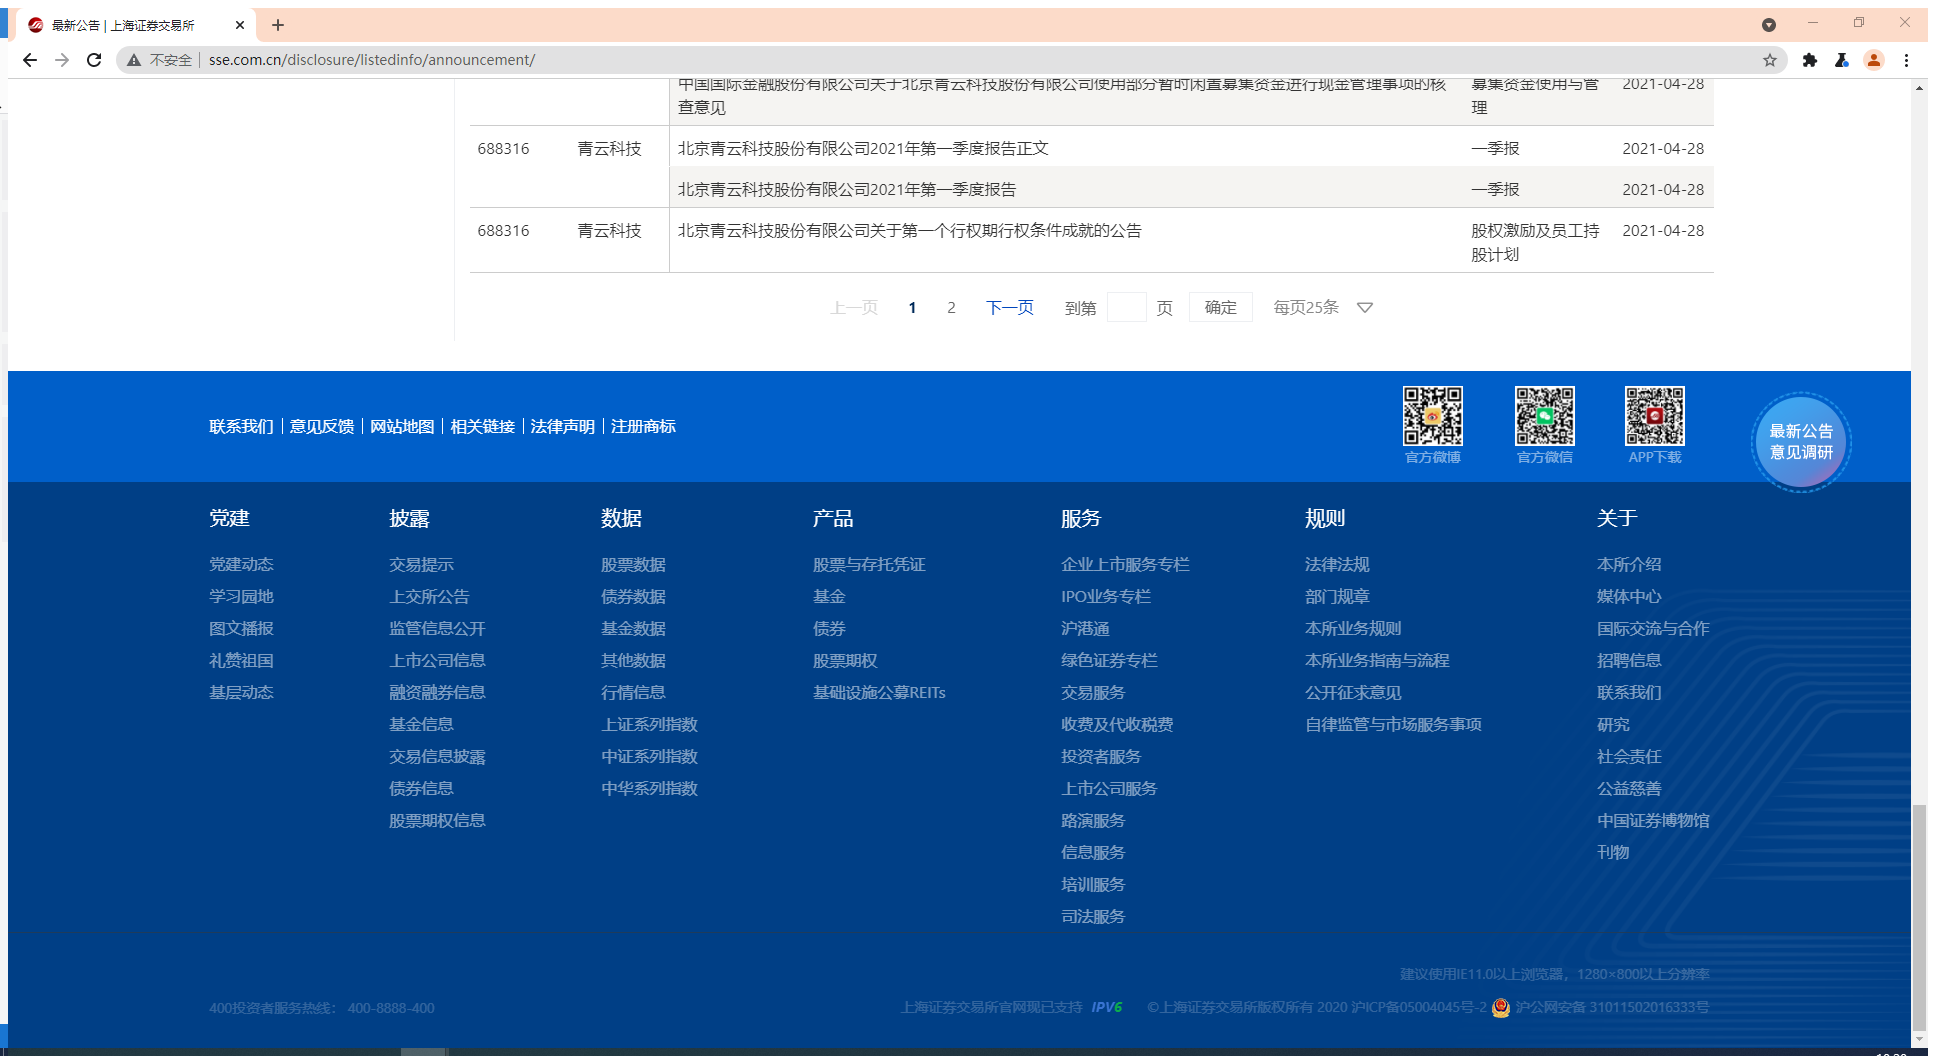 最新公告 | 上海证券交易所
不安全 | sse.com.cn/disclosure/listedinfo/announcement/
中国国际金融股份有限公司关于北京青云科技股份有限公司使用部分暂时闲置募集资金进行现金管理事项的核 募集资金使用与管 2021-04-28
查意见 理
688316 青云科技 北京青云科技股份有限公司2021年第一季度报告正文 一季报 2021-04-28
北京青云科技股份有限公司2021年第一季度报告 一季报 2021-04-28
688316 青云科技 北京青云科技股份有限公司关于第一个行权期行权条件成就的公告 股权激励及员工持 2021-04-28
股计划
上一页 1 2 下一页 到第 页 确定 每页25条
联系我们 | 意见反馈 | 网站地图 | 相关链接 | 法律声明 | 注册商标
官方微博 官方微信 APP下载
最新公告
意见调研
党建 披露 数据 产品 服务 规则 关于
党建动态 交易提示 股票数据 股票与存托凭证 企业上市服务专栏 法律法规 本所介绍
学习园地 上交所公告 债券数据 基金 IPO业务专栏 部门规章 媒体中心
图文播报 监管信息公开 基金数据 债券 沪港通 本所业务规则 国际交流与合作
礼赞祖国 上市公司信息 其他数据 股票期权 绿色证券专栏 本所业务指南与流程 招聘信息
基层动态 融资融券信息 行情信息 基础设施公募REITs 交易服务 公开征求意见 联系我们
基金信息 上证系列指数 收费及代收税费 自律监管与市场服务事项 研究
交易信息披露 中证系列指数 投资者服务 社会责任
债券信息 中华系列指数 上市公司服务 公益慈善
股票期权信息 路演服务 中国证券博物馆
信息服务 刊物
培训服务
司法服务
建议使用IE11.0以上浏览器，1280×800以上分辨率
400投资者服务热线： 400-8888-400 上海证券交易所官网现已支持 IPV6 ©上海证券交易所版权所有 2020 沪ICP备05004045号-2 沪公网安备 31011502016333号